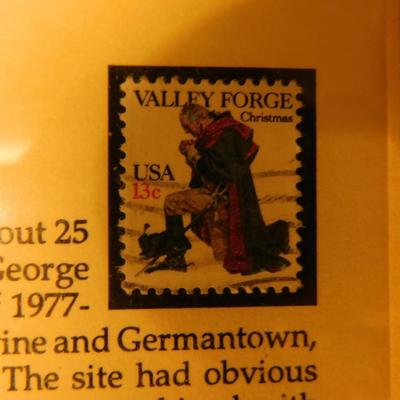 VALLEY FORGE
Christmas
USA
13c
out 25
George
1977-
ine and Germantown,
The site had obvious